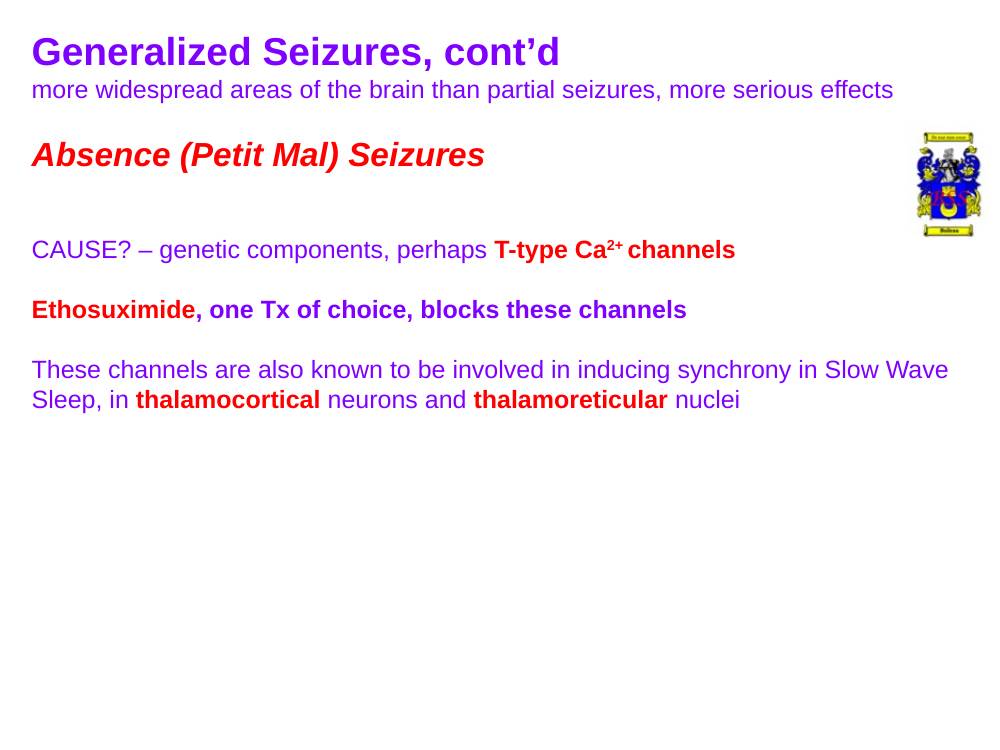 Generalized Seizures, cont’d
more widespread areas of the brain than partial seizures, more serious effects
Absence (Petit Mal) Seizures
CAUSE? – genetic components, perhaps T-type Ca²⁺ channels
Ethosuximide, one Tx of choice, blocks these channels
These channels are also known to be involved in inducing synchrony in Slow Wave
Sleep, in thalamocortical neurons and thalamoreticular nuclei